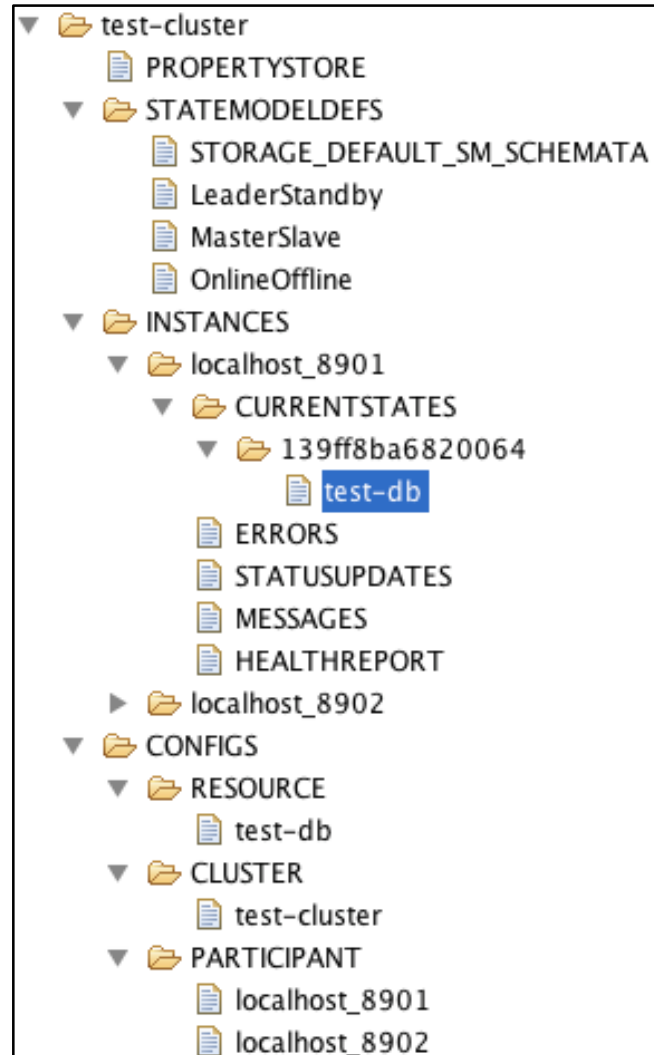 test-cluster
PROPERTYSTORE
STATEMODELDEFS
STORAGE_DEFAULT_SM_SCHEMATA
LeaderStandby
MasterSlave
OnlineOffline
INSTANCES
localhost_8901
CURRENTSTATES
139ff8ba6820064
test-db
ERRORS
STATUSUPDATES
MESSAGES
HEALTHREPORT
localhost_8902
CONFIGS
RESOURCE
test-db
CLUSTER
test-cluster
PARTICIPANT
localhost_8901
localhost_8902